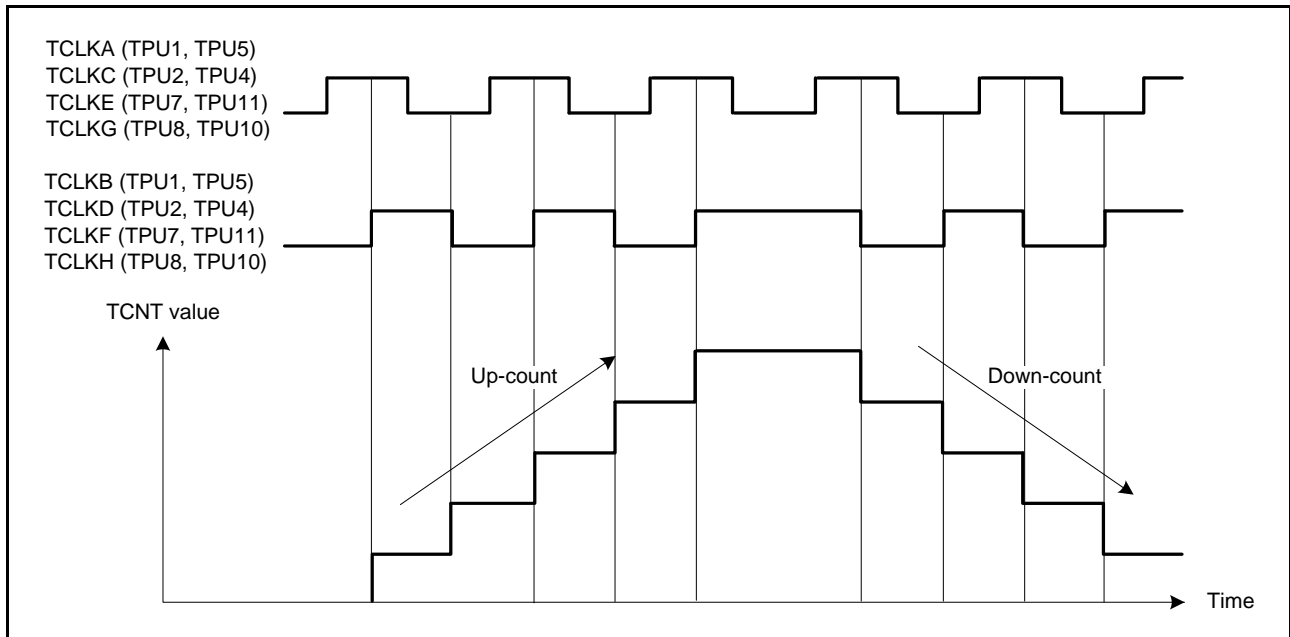 TCLKA (TPU1, TPU5)
TCLKC (TPU2, TPU4)
TCLKE (TPU7, TPU11)
TCLKG (TPU8, TPU10)
TCLKB (TPU1, TPU5)
TCLKD (TPU2, TPU4)
TCLKF (TPU7, TPU11)
TCLKH (TPU8, TPU10)
TCNT value
Up-count
Down-count
Time